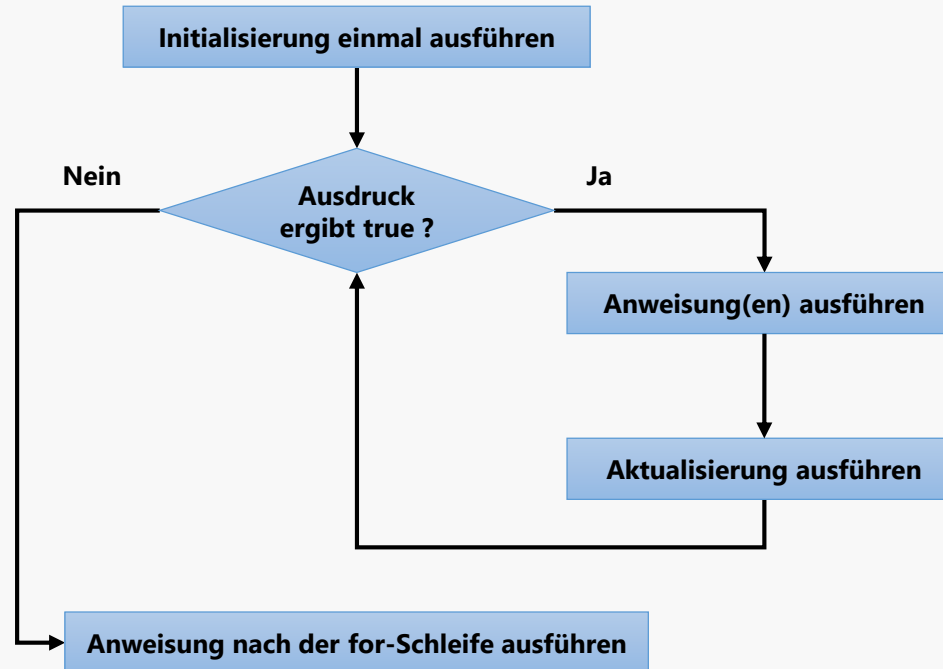 Initialisierung einmal ausführen
Nein
Ausdruck
ergibt true ?
Ja
Anweisung(en) ausführen
Aktualisierung ausführen
Anweisung nach der for-Schleife ausführen